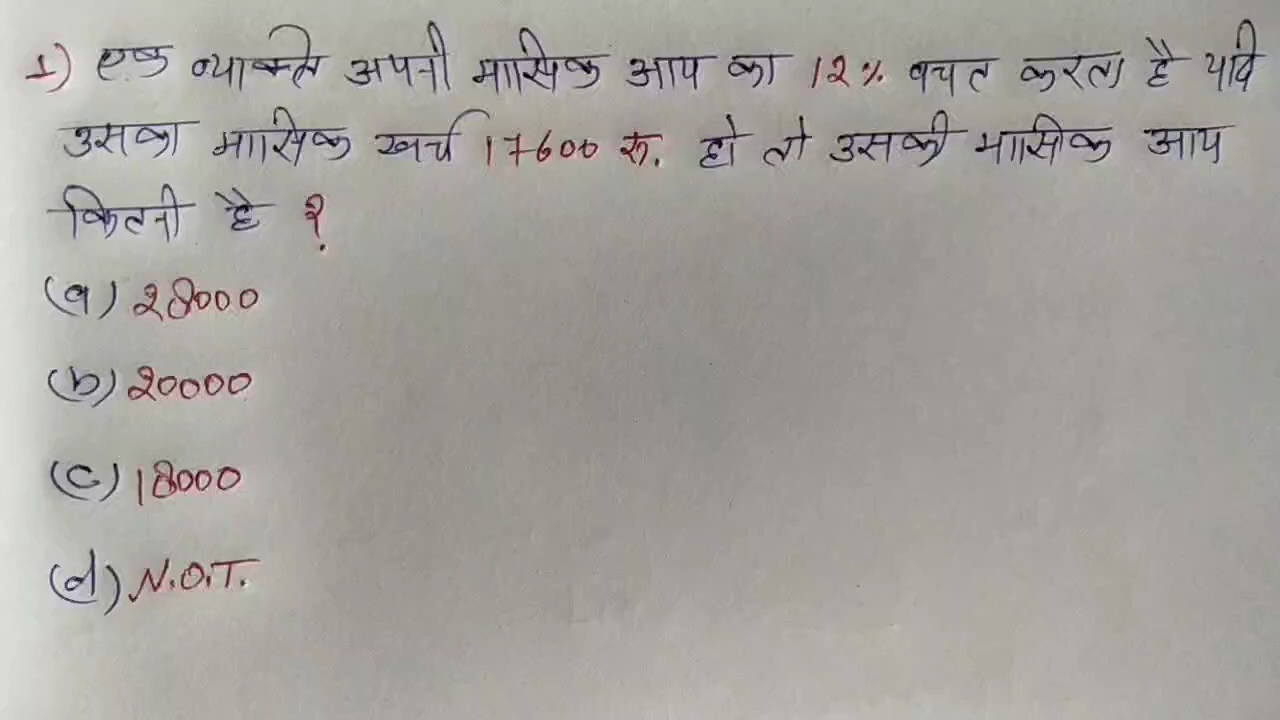 1) एक व्यक्ति अपनी मासिक आय का 12% बचत करता है यदि
उसका मासिक खर्च 17600 रु. हो तो उसकी मासिक आय
कितनी है ?
(a) 28000
(b) 20000
(c) 18000
(d) N.O.T.